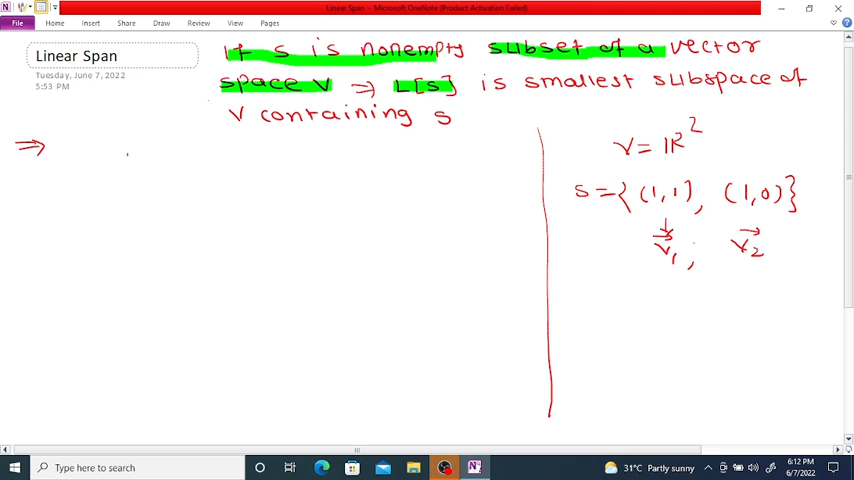 Linear Span - Microsoft OneNote (Product Activation Failed)
File Home Insert Share Draw Review View Pages
Linear Span
Tuesday, June 7, 2022
5:53 PM
If S is nonempty subset of a vector
space V ⇒ L[S] is smallest subspace of
V containing S
⇒
V = ℝ²
S = {(1,1), (1,0)}
↓
v⃗₁, v⃗₂
Type here to search
31°C Partly sunny
6:12 PM
6/7/2022